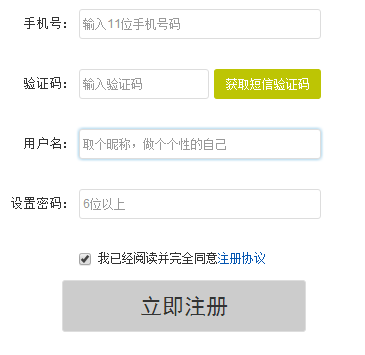 手机号： 输入11位手机号码
验证码： 输入验证码 获取短信验证码
用户名： 取个昵称，做个个性的自己
设置密码： 6位以上
我已经阅读并完全同意注册协议
立即注册